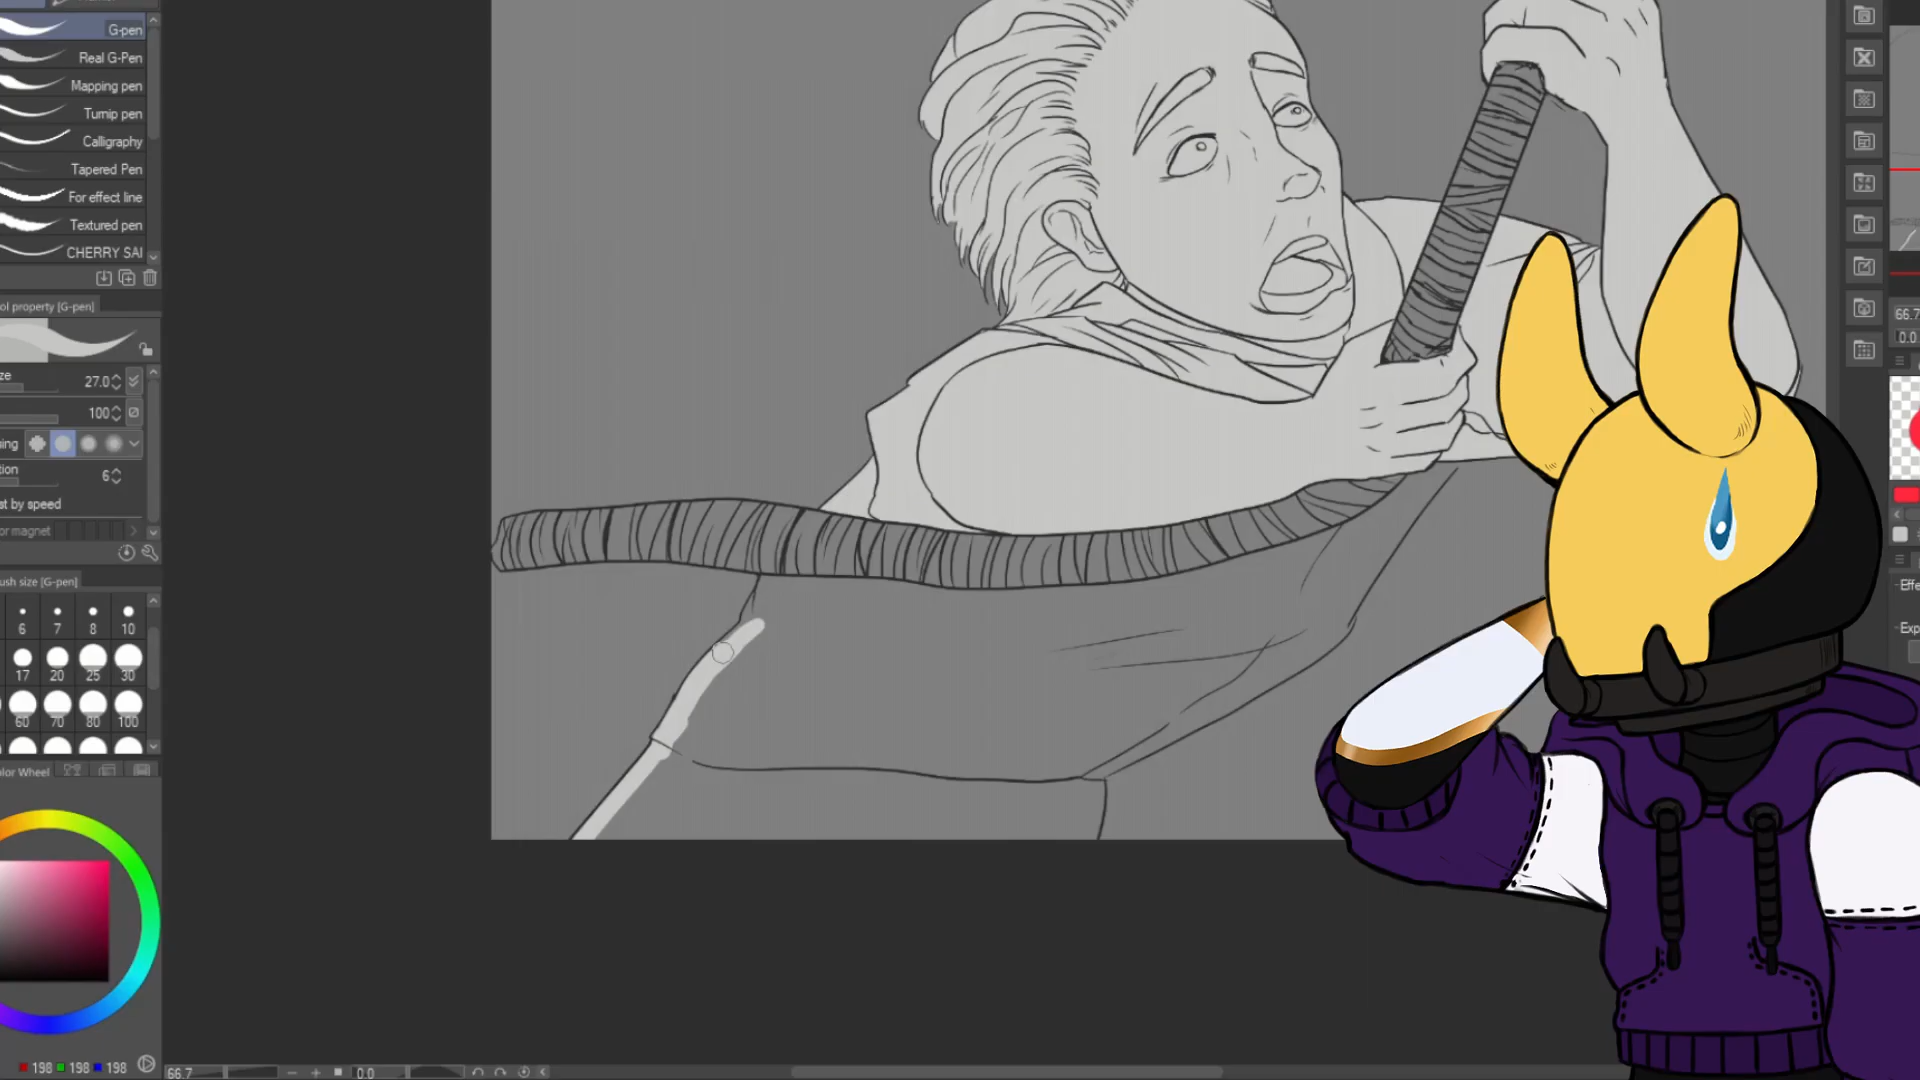 G-pen
Real G-Pen
Mapping pen
Turnip pen
Calligraphy
Tapered Pen
For effect line
Textured pen
CHERRY SAI
ol property [G-pen]
ze 27.0
100
sing
tion 6
st by speed
or magnet
ush size [G-pen]
6 7 8 10
17 20 25 30
60 70 80 100
olor Wheel
198 198 198
66.7 0.0
66.7
0.0
Effe
Exp